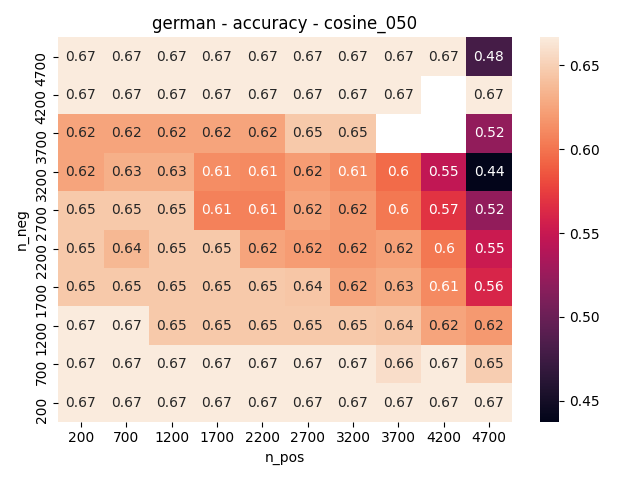 german - accuracy - cosine_050
4700 0.67 0.67 0.67 0.67 0.67 0.67 0.67 0.67 0.67 0.48
4200 0.67 0.67 0.67 0.67 0.67 0.67 0.67 0.67 0.67
3700 0.62 0.62 0.62 0.62 0.62 0.65 0.65 0.52
3200 0.62 0.63 0.63 0.61 0.61 0.62 0.61 0.6 0.55 0.44
2700 0.65 0.65 0.65 0.61 0.61 0.62 0.62 0.6 0.57 0.52
2200 0.65 0.64 0.65 0.65 0.62 0.62 0.62 0.62 0.6 0.55
1700 0.65 0.65 0.65 0.65 0.65 0.64 0.62 0.63 0.61 0.56
1200 0.67 0.67 0.65 0.65 0.65 0.65 0.65 0.64 0.62 0.62
700 0.67 0.67 0.67 0.67 0.67 0.67 0.67 0.66 0.67 0.65
200 0.67 0.67 0.67 0.67 0.67 0.67 0.67 0.67 0.67 0.67
200 700 1200 1700 2200 2700 3200 3700 4200 4700
n_pos
n_neg
0.65
0.60
0.55
0.50
0.45